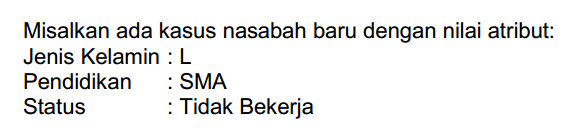 Misalkan ada kasus nasabah baru dengan nilai atribut:
Jenis Kelamin : L
Pendidikan : SMA
Status : Tidak Bekerja